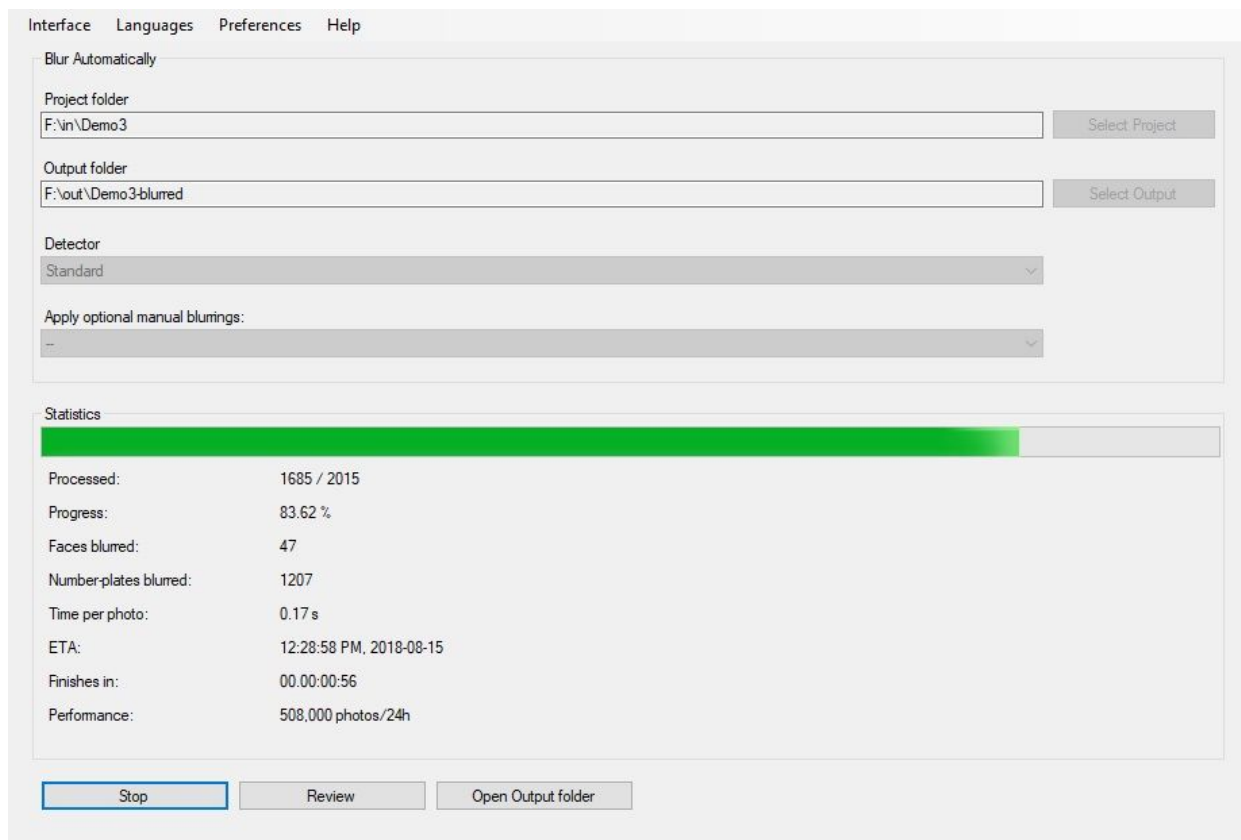 Interface Languages Preferences Help
Blur Automatically
Project folder
F:\in\Demo3 Select Project
Output folder
F:\out\Demo3-blurred Select Output
Detector
Standard
Apply optional manual blurrings:
--
Statistics
Processed: 1685 / 2015
Progress: 83.62 %
Faces blurred: 47
Number-plates blurred: 1207
Time per photo: 0.17 s
ETA: 12:28:58 PM, 2018-08-15
Finishes in: 00.00:00:56
Performance: 508,000 photos/24h
Stop Review Open Output folder